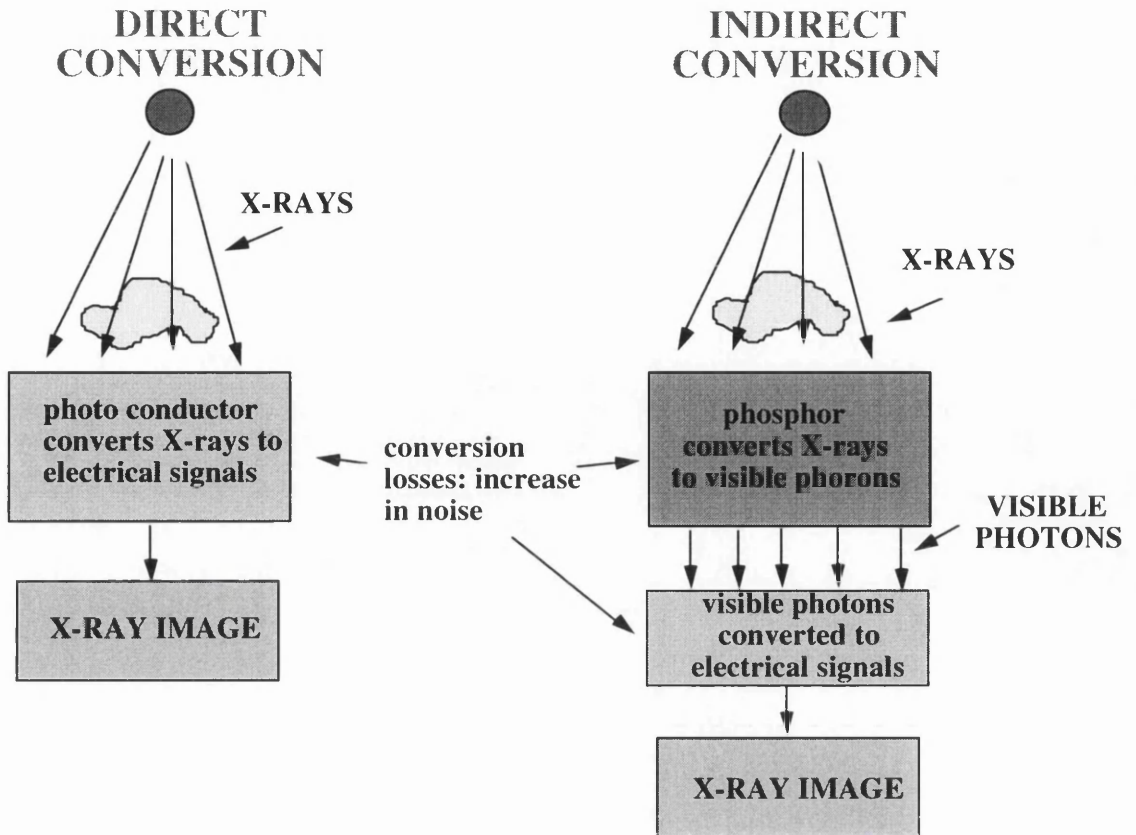 DIRECT
CONVERSION
X-RAYS
photo conductor
converts X-rays to
electrical signals
X-RAY IMAGE
conversion
losses: increase
in noise
INDIRECT
CONVERSION
X-RAYS
phosphor
converts X-rays
to visible phorons
VISIBLE
PHOTONS
visible photons
converted to
electrical signals
X-RAY IMAGE